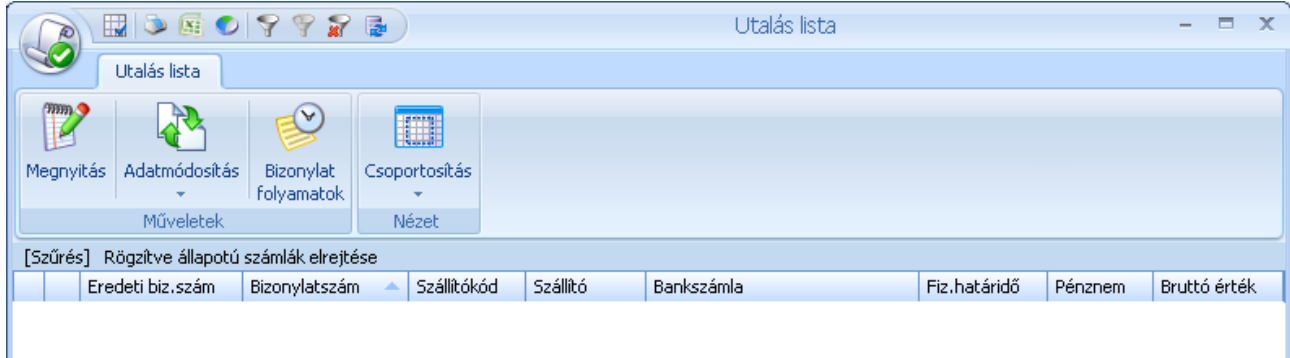 Utalás lista
Utalás lista
Megnyitás Adatmódosítás Bizonylat folyamatok Csoportosítás
Műveletek Nézet
[Szűrés] Rögzítve állapotú számlák elrejtése
Eredeti biz.szám Bizonylatszám Szállítókód Szállító Bankszámla Fiz.határidő Pénznem Bruttó érték